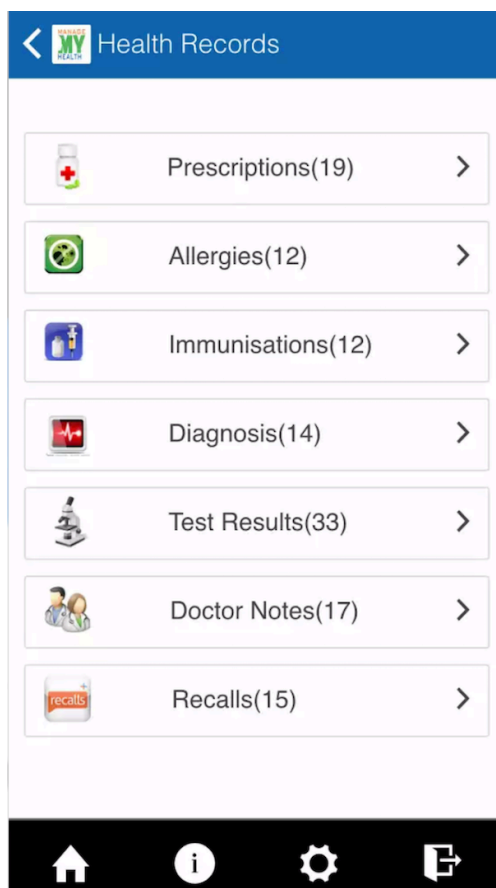 MANAGE
MY
HEALTH
Health Records
Prescriptions(19)
Allergies(12)
Immunisations(12)
Diagnosis(14)
Test Results(33)
Doctor Notes(17)
recalls
Recalls(15)